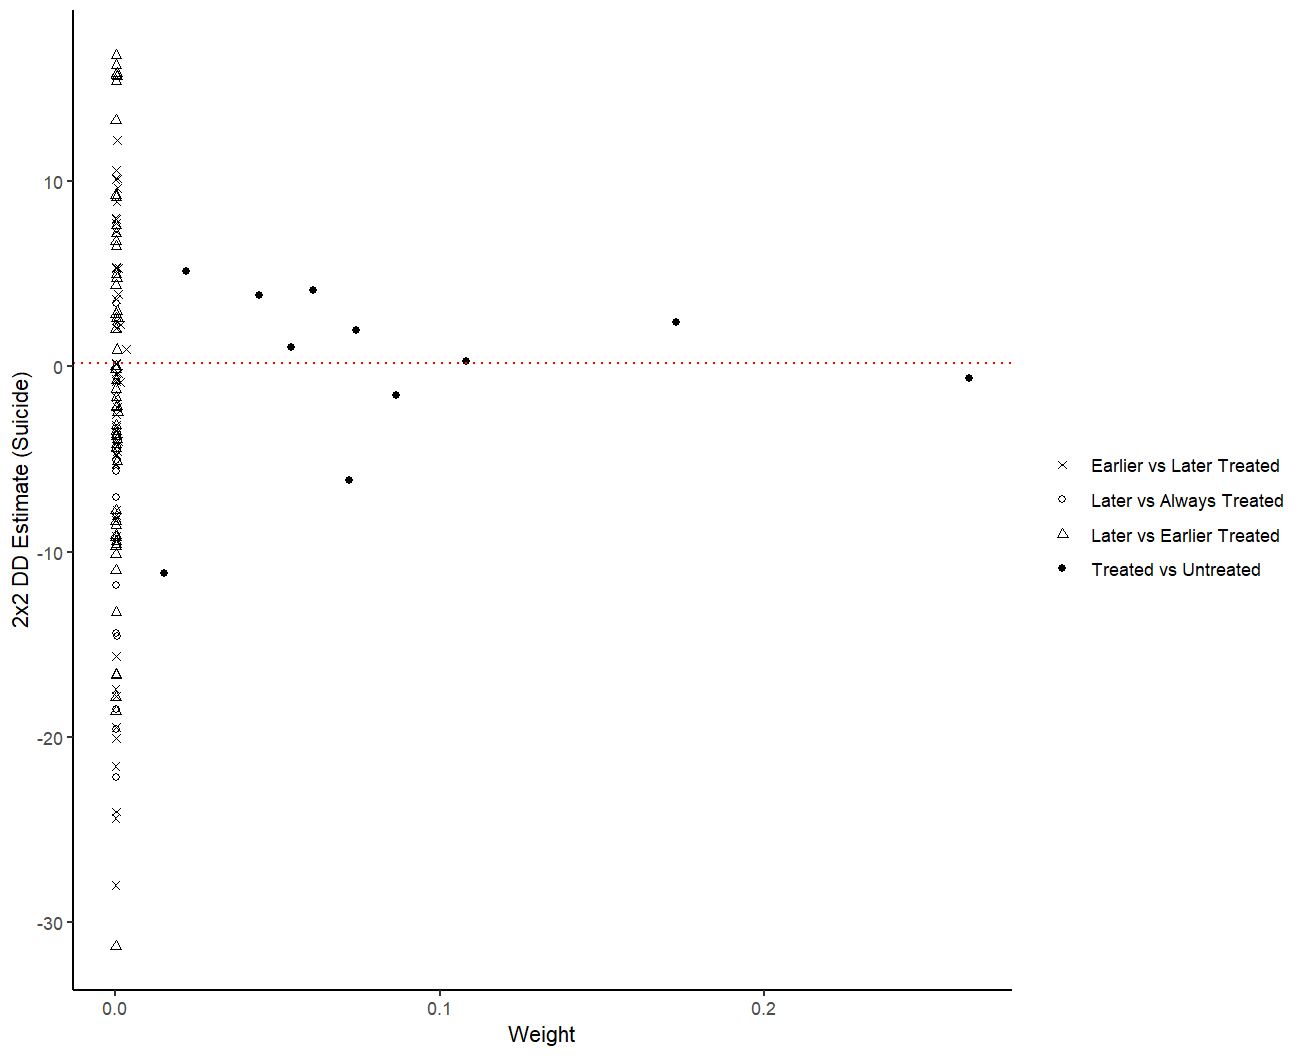 10
0
-10
-20
-30
2x2 DD Estimate (Suicide)
0.0
0.1
0.2
Weight
Earlier vs Later Treated
Later vs Always Treated
Later vs Earlier Treated
Treated vs Untreated